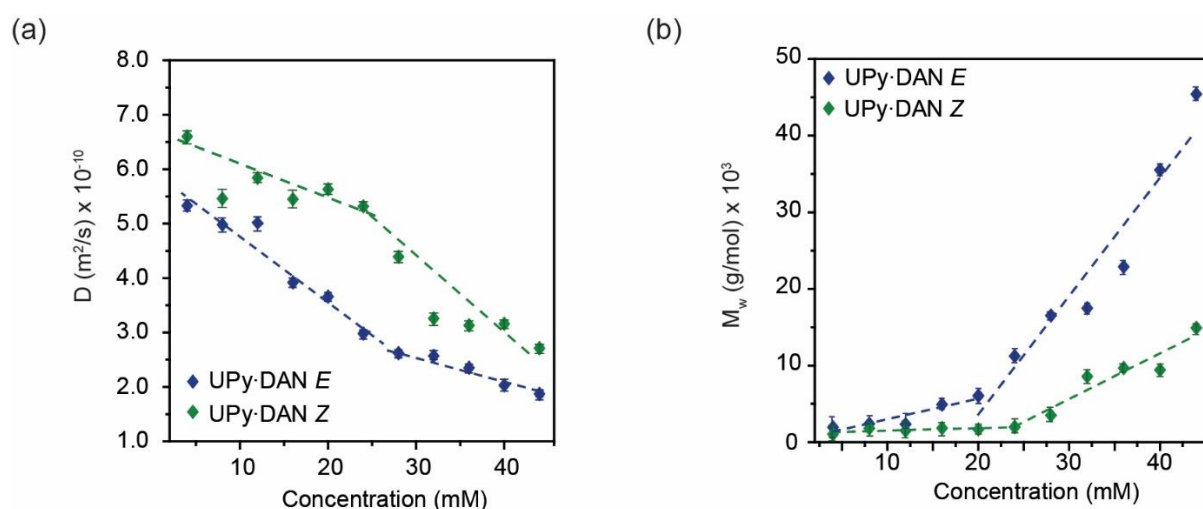 (a)
8.0
7.0
6.0
5.0
4.0
3.0
2.0
1.0
D (m²/s) x 10⁻¹⁰
UPy·DAN E
UPy·DAN Z
10
20
30
40
Concentration (mM)
(b)
50
40
30
20
10
0
M_w (g/mol) x 10³
UPy·DAN E
UPy·DAN Z
10
20
30
40
Concentration (mM)